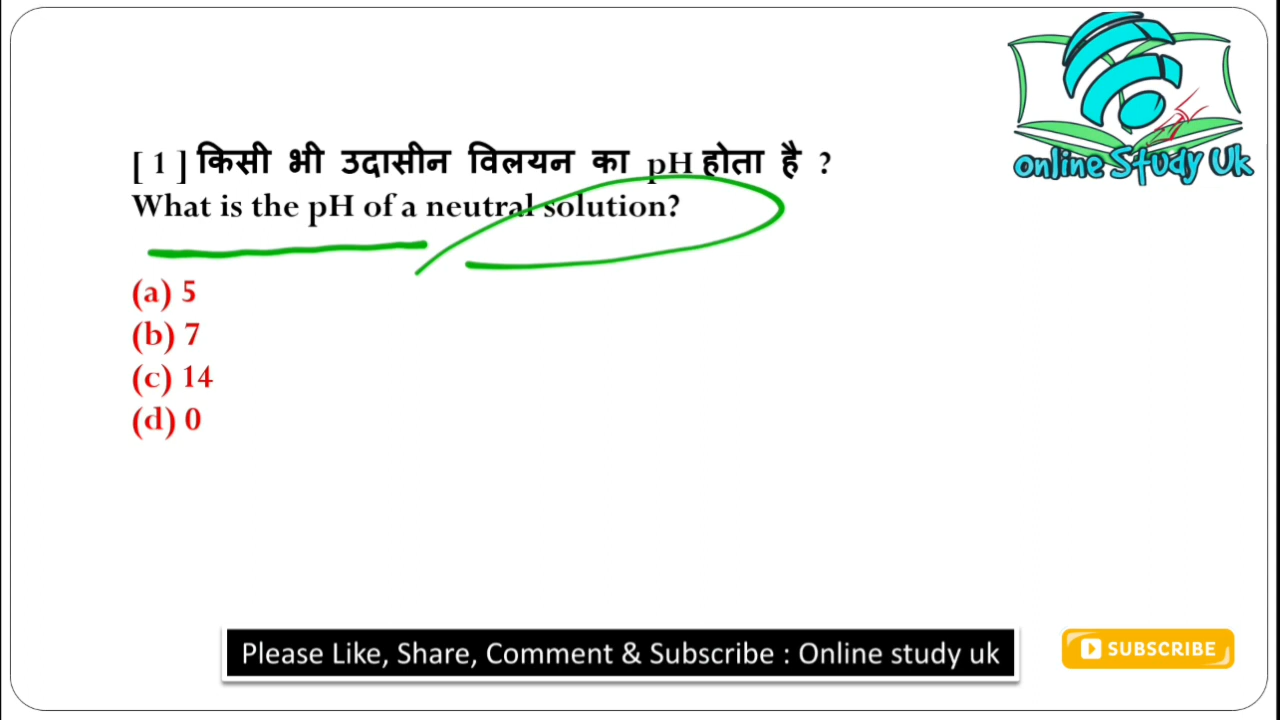 [ 1 ] किसी भी उदासीन विलयन का pH होता है ?
What is the pH of a neutral solution?
(a) 5
(b) 7
(c) 14
(d) 0
online Study Uk
Please Like, Share, Comment & Subscribe : Online study uk
SUBSCRIBE